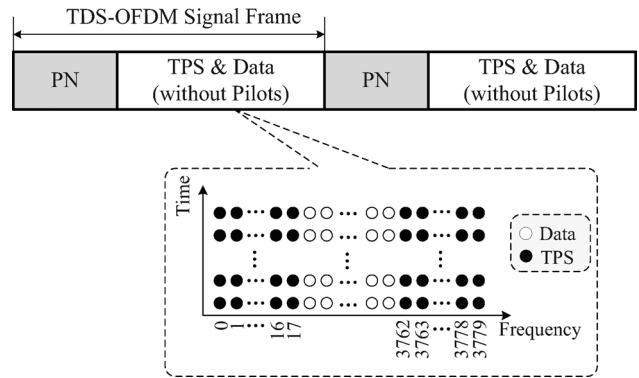 TDS-OFDM Signal Frame
PN
TPS & Data
(without Pilots)
PN
TPS & Data
(without Pilots)
Time
Data
TPS
0
1
16
17
3762
3763
3778
3779
Frequency